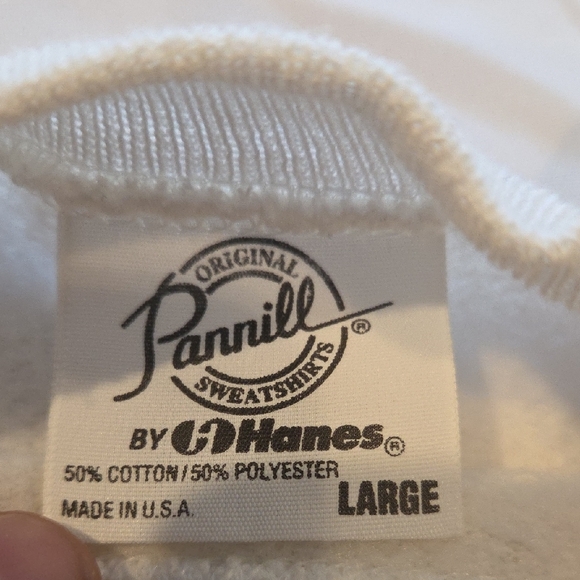 ORIGINAL
Pannill ®
SWEATSHIRTS
BY Hanes®
50% COTTON/50% POLYESTER
MADE IN U.S.A.
LARGE